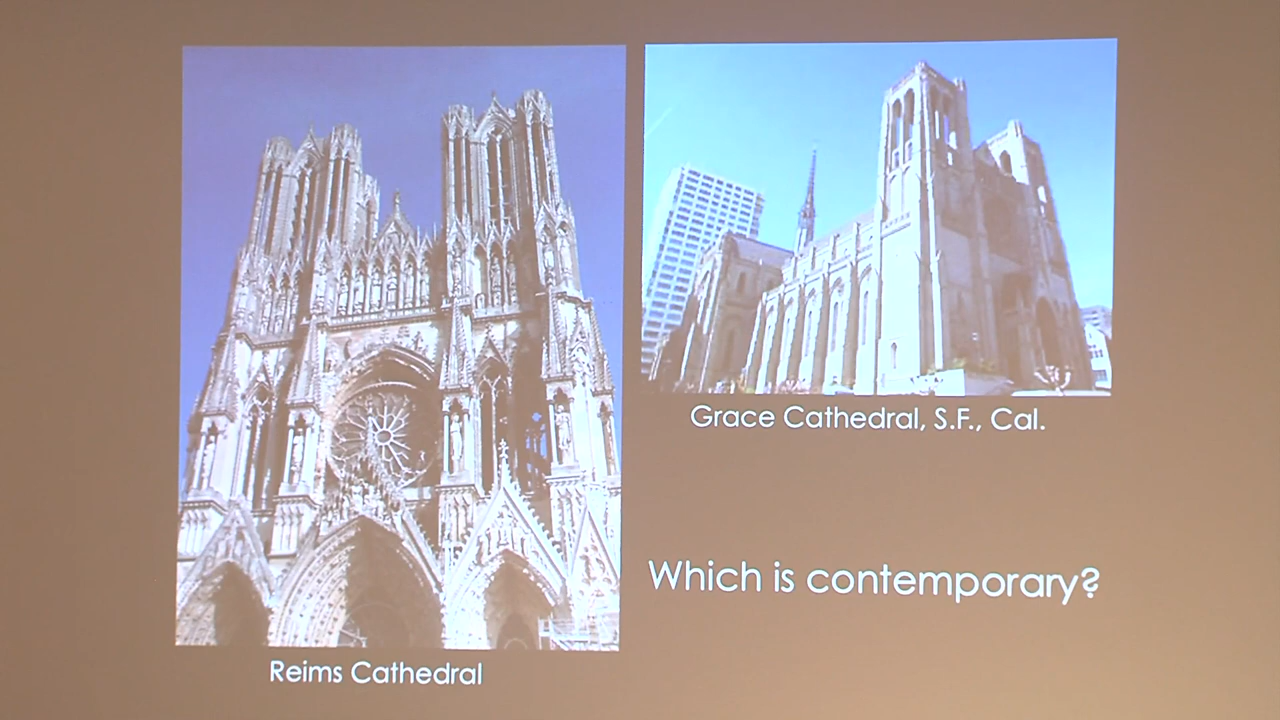 Grace Cathedral, S.F., Cal.
Which is contemporary?
Reims Cathedral